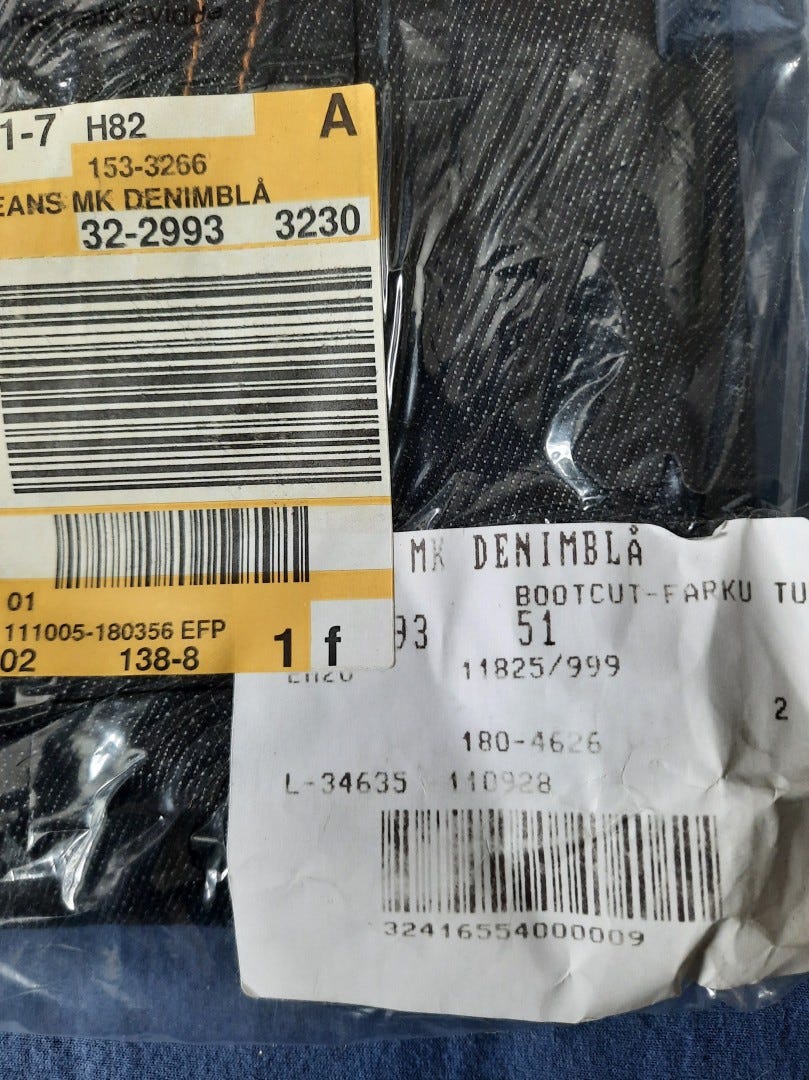 1-7 H82 A
153-3266
EANS MK DENIMBLÅ
32-2993 3230
1
01
111005-180356 EFP
02 138-8 1 f
MK DENIMBLÅ
BOOTCUT-FARKU TU
93 51
11825/999
2
180-4626
L-34635 110928
32416554000009